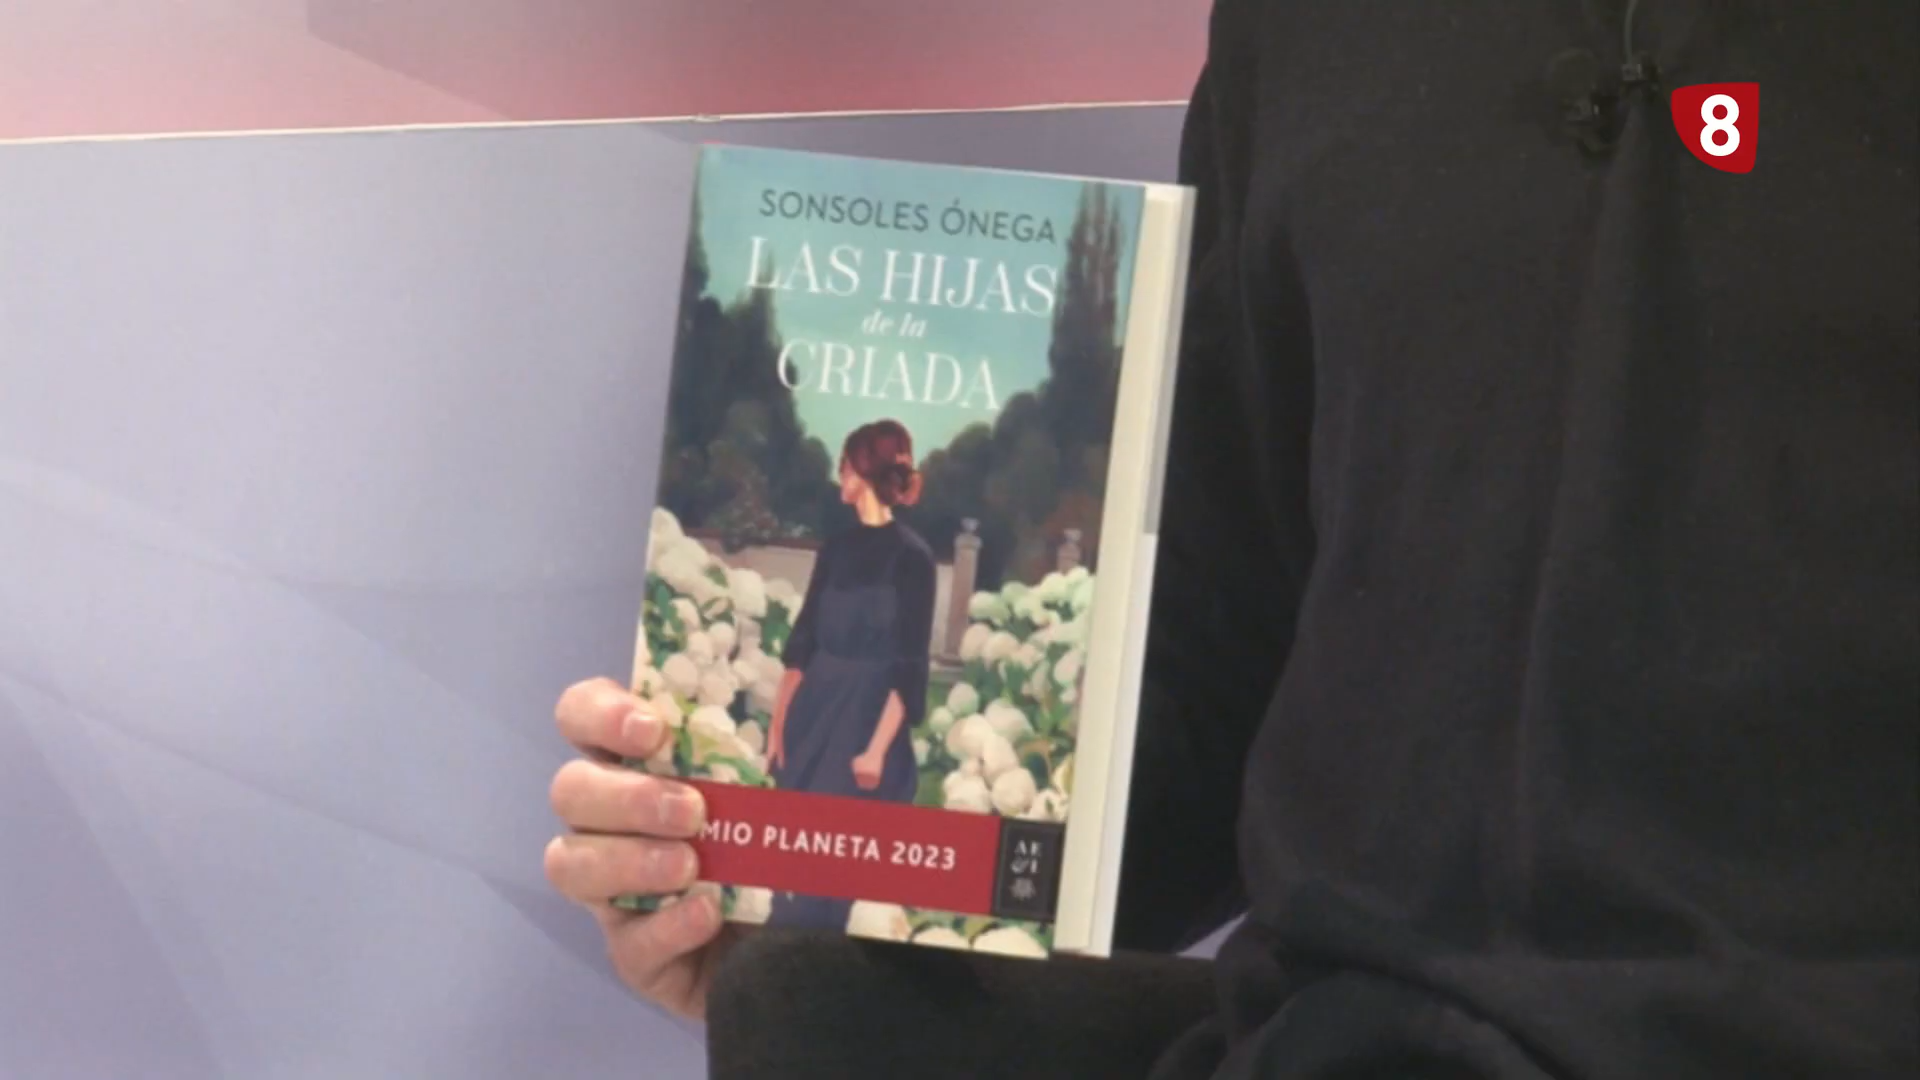 8
SONSOLES ÓNEGA
LAS HIJAS
de la
CRIADA
MIO PLANETA 2023
AE
&I